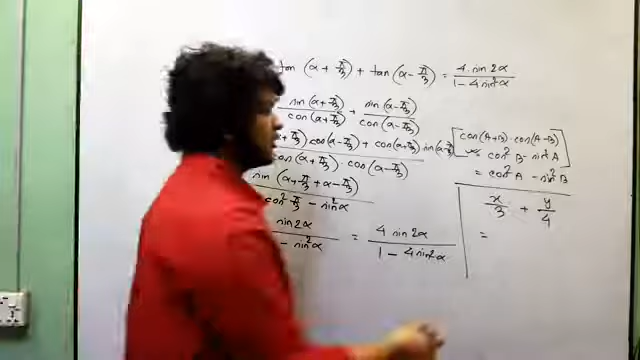 tan (α + π/3) + tan (α - π/3) = 4 sin 2α / 1 - 4 sin²α
sin(α + π/3) / cos(α + π/3) + sin(α - π/3) / cos(α - π/3)
+ π/3) cos(α - π/3) + cos(α + π/3) sin(α - π/3) / cos(α + π/3) · cos(α - π/3)
[cos(A+B) · cos(A-B)
= cos²B - sin²A
= cos²A - sin²B
sin (α + π/3 + α - π/3) / cos² π/3 - sin²α
x/3 + y/4
=
sin 2α / - sin²α = 4 sin 2α / 1 - 4 sin²α